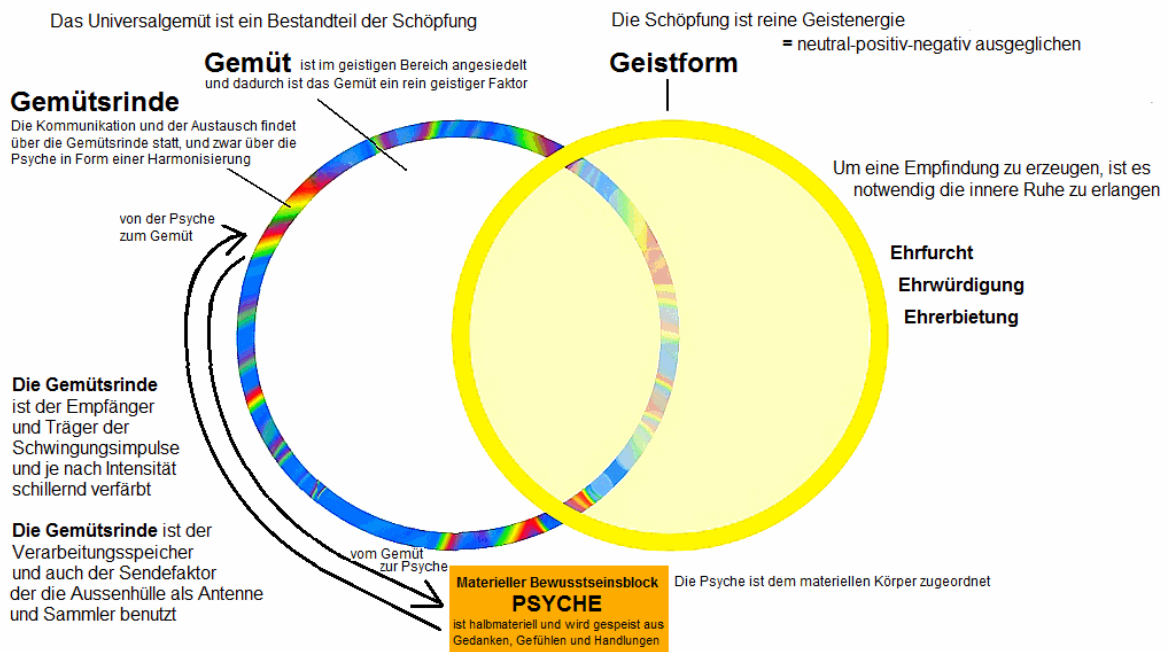 Das Universalgemüt ist ein Bestandteil der Schöpfung
Die Schöpfung ist reine Geistenergie
= neutral-positiv-negativ ausgeglichen
Gemüt ist im geistigen Bereich angesiedelt
und dadurch ist das Gemüt ein rein geistiger Faktor
Geistform
Gemütsrinde
Die Kommunikation und der Austausch findet
über die Gemütsrinde statt, und zwar über die
Psyche in Form einer Harmonisierung
Um eine Empfindung zu erzeugen, ist es
notwendig die innere Ruhe zu erlangen
von der Psyche
zum Gemüt
Ehrfurcht
Ehrwürdigung
Ehrerbietung
Die Gemütsrinde
ist der Empfänger
und Träger der
Schwingungsimpulse
und je nach Intensität
schillernd verfärbt
Die Gemütsrinde ist der
Verarbeitungsspeicher
und auch der Sendefaktor
der die Aussenhülle als Antenne
und Sammler benutzt
vom Gemüt
zur Psyche
Materieller Bewusstseinsblock
PSYCHE
ist halbmateriell und wird gespeist aus
Gedanken, Gefühlen und Handlungen
Die Psyche ist dem materiellen Körper zugeordnet